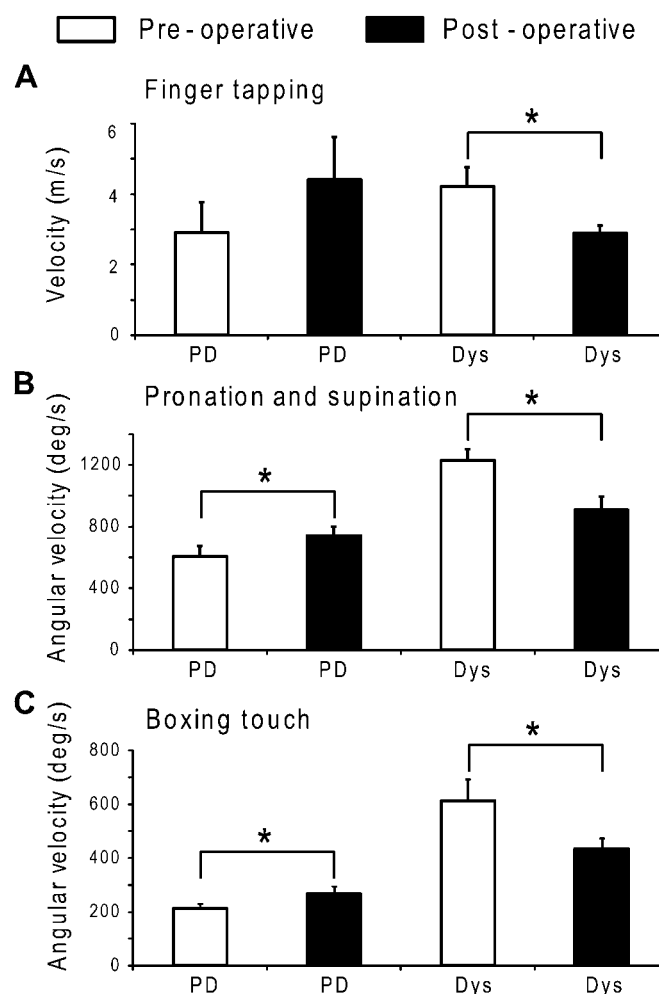 Pre-operative Post-operative
A Finger tapping
*
6
4
2
0
Velocity (m/s)
PD PD Dys Dys
B Pronation and supination
*
*
1200
800
400
0
Angular velocity (deg/s)
PD PD Dys Dys
C Boxing touch
*
*
800
600
400
200
0
Angular velocity (deg/s)
PD PD Dys Dys